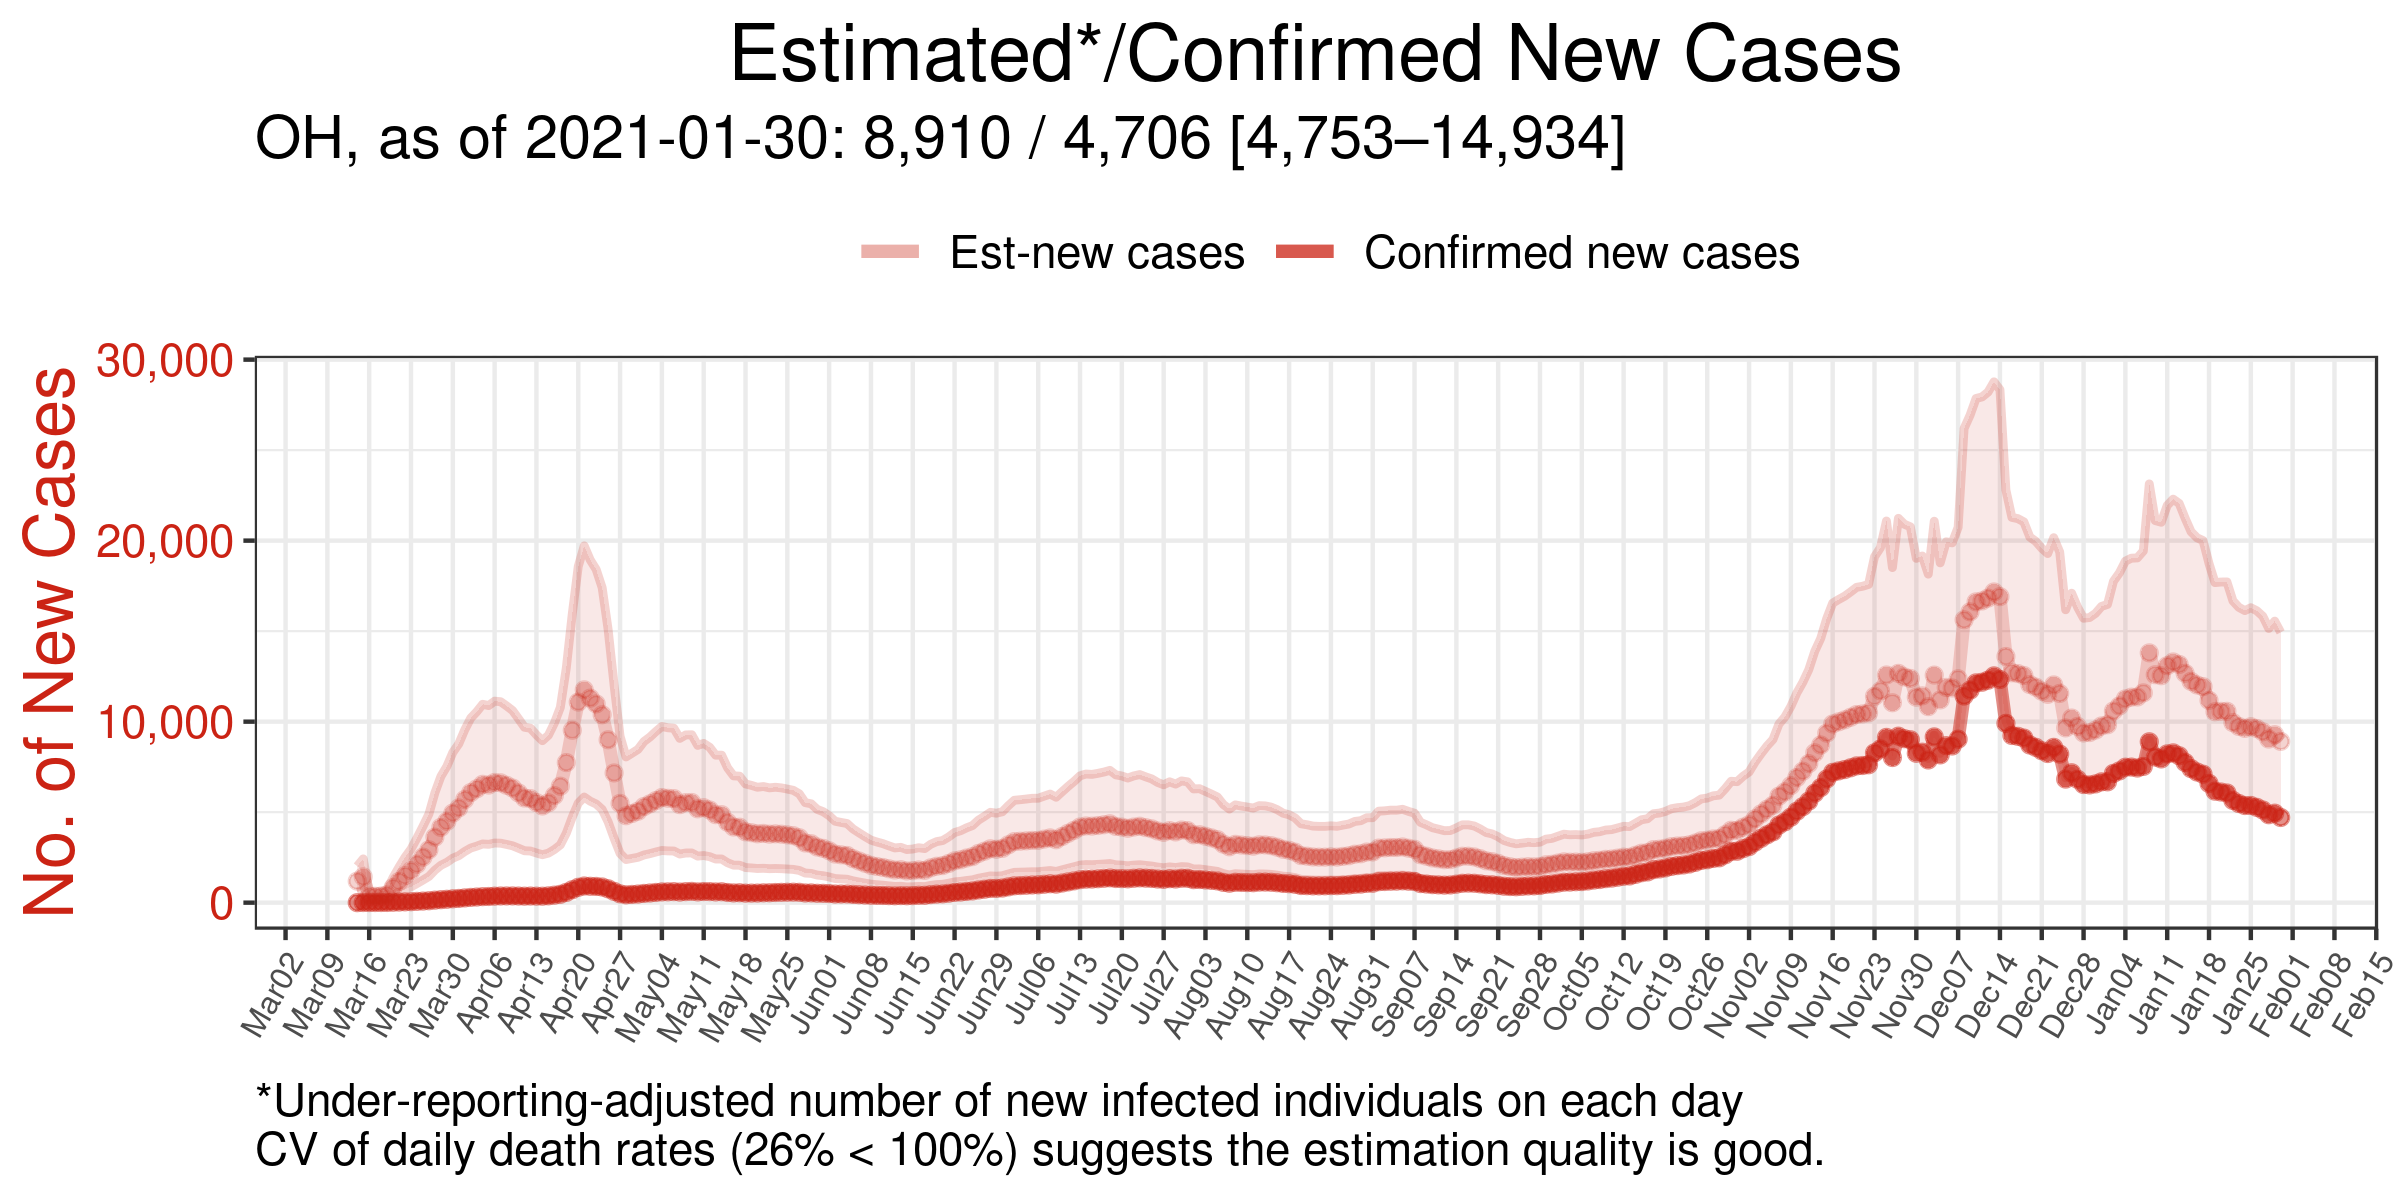 Estimated*/Confirmed New Cases
OH, as of 2021-01-30: 8,910 / 4,706 [4,753–14,934]
Est-new cases Confirmed new cases
No. of New Cases
30,000
20,000
10,000
0
Mar02 Mar09 Mar16 Mar23 Mar30 Apr06 Apr13 Apr20 Apr27 May04 May11 May18 May25 Jun01 Jun08 Jun15 Jun22 Jun29 Jul06 Jul13 Jul20 Jul27 Aug03 Aug10 Aug17 Aug24 Aug31 Sep07 Sep14 Sep21 Sep28 Oct05 Oct12 Oct19 Oct26 Nov02 Nov09 Nov16 Nov23 Nov30 Dec07 Dec14 Dec21 Dec28 Jan04 Jan11 Jan18 Jan25 Feb01 Feb08 Feb15
*Under-reporting-adjusted number of new infected individuals on each day
CV of daily death rates (26% < 100%) suggests the estimation quality is good.